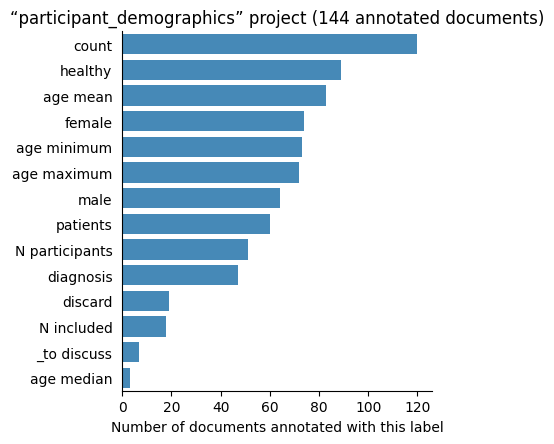 “participant_demographics” project (144 annotated documents)
count
healthy
age mean
female
age minimum
age maximum
male
patients
N participants
diagnosis
discard
N included
_to discuss
age median
0 20 40 60 80 100 120
Number of documents annotated with this label